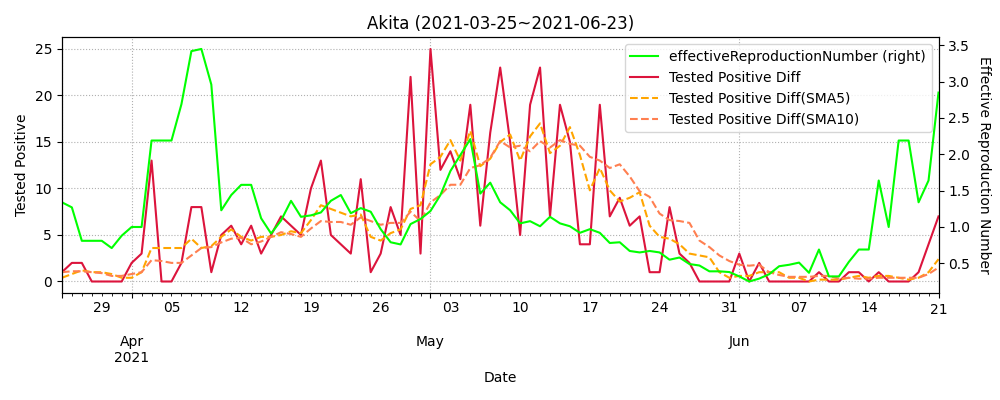 Akita (2021-03-25~2021-06-23)
effectiveReproductionNumber (right)
Tested Positive Diff
Tested Positive Diff(SMA5)
Tested Positive Diff(SMA10)
Tested Positive
25
20
15
10
5
0
3.5
3.0
2.5
2.0
1.5
1.0
0.5
Effective Reproduction Number
29 05 12 19 26 03 10 17 24 31 07 14 21
Apr May Jun
2021
Date